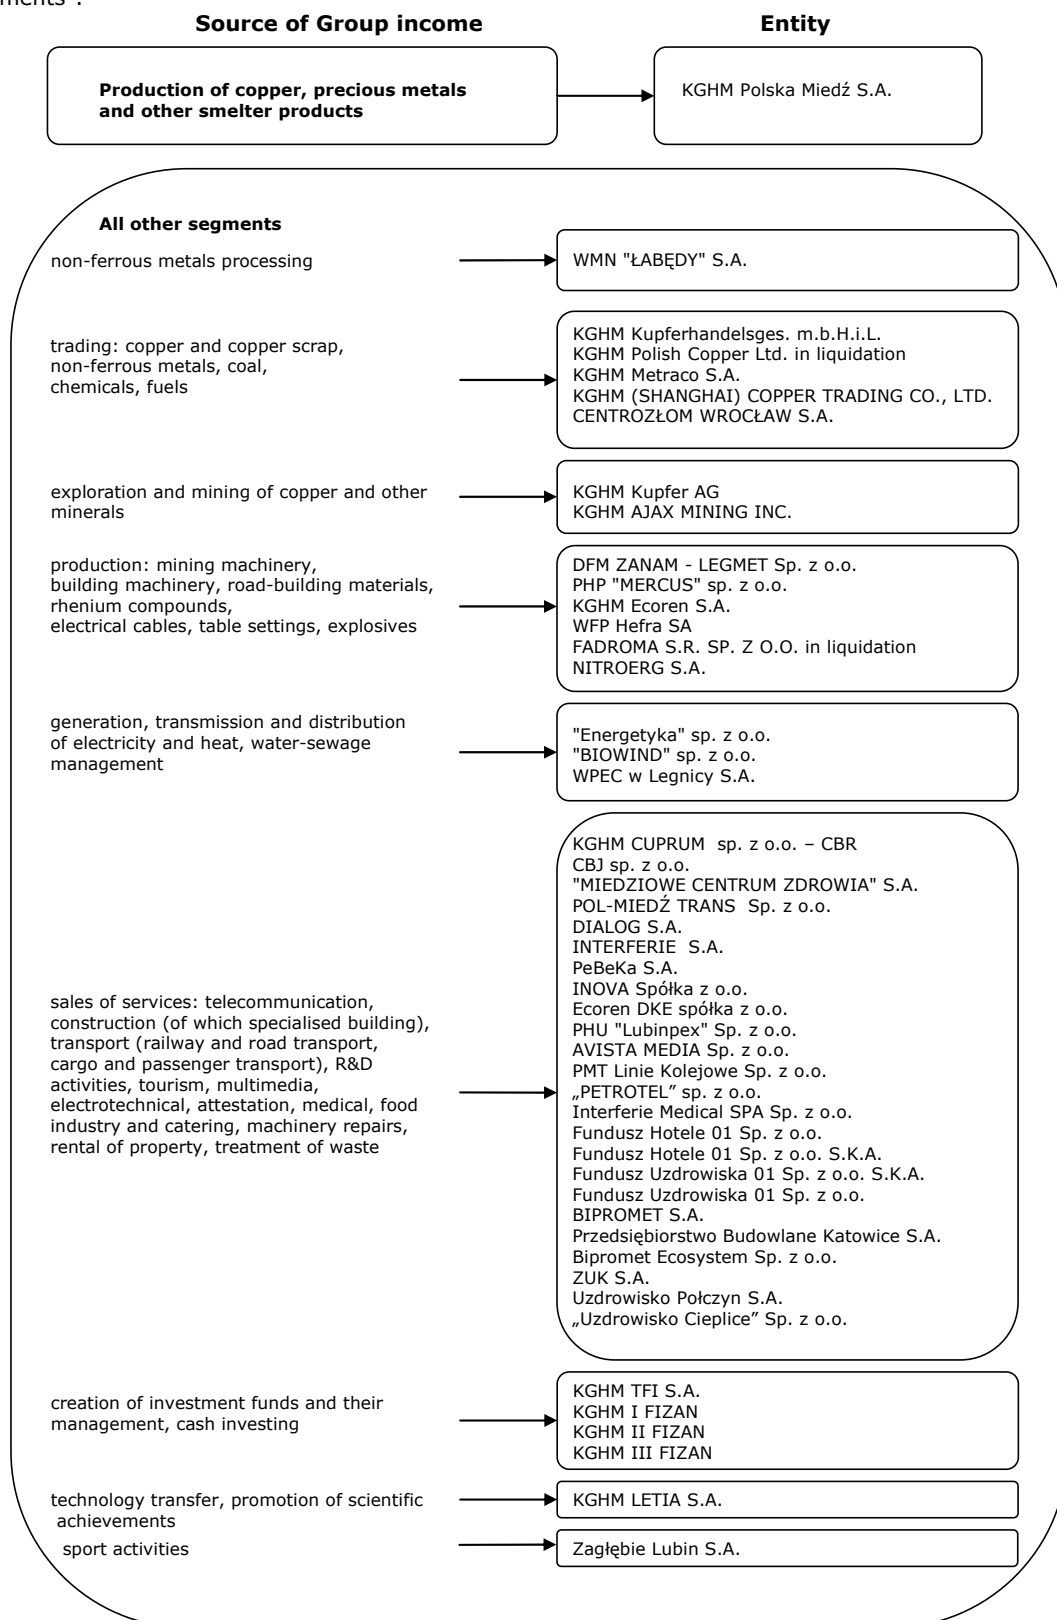 ments".
Source of Group income
Entity
Production of copper, precious metals
and other smelter products
KGHM Polska Miedź S.A.
All other segments
non-ferrous metals processing
WMN "ŁABĘDY" S.A.
trading: copper and copper scrap,
non-ferrous metals, coal,
chemicals, fuels
KGHM Kupferhandelsges. m.b.H.i.L.
KGHM Polish Copper Ltd. in liquidation
KGHM Metraco S.A.
KGHM (SHANGHAI) COPPER TRADING CO., LTD.
CENTROZŁOM WROCŁAW S.A.
exploration and mining of copper and other
minerals
KGHM Kupfer AG
KGHM AJAX MINING INC.
production: mining machinery,
building machinery, road-building materials,
rhenium compounds,
electrical cables, table settings, explosives
DFM ZANAM - LEGMET Sp. z o.o.
PHP "MERCUS" sp. z o.o.
KGHM Ecoren S.A.
WFP Hefra SA
FADROMA S.R. SP. Z O.O. in liquidation
NITROERG S.A.
generation, transmission and distribution
of electricity and heat, water-sewage
management
"Energetyka" sp. z o.o.
"BIOWIND" sp. z o.o.
WPEC w Legnicy S.A.
sales of services: telecommunication,
construction (of which specialised building),
transport (railway and road transport,
cargo and passenger transport), R&D
activities, tourism, multimedia,
electrotechnical, attestation, medical, food
industry and catering, machinery repairs,
rental of property, treatment of waste
KGHM CUPRUM sp. z o.o. – CBR
CBJ sp. z o.o.
"MIEDZIOWE CENTRUM ZDROWIA" S.A.
POL-MIEDŹ TRANS Sp. z o.o.
DIALOG S.A.
INTERFERIE S.A.
PeBeKa S.A.
INOVA Spółka z o.o.
Ecoren DKE spółka z o.o.
PHU "Lubinpex" Sp. z o.o.
AVISTA MEDIA Sp. z o.o.
PMT Linie Kolejowe Sp. z o.o.
„PETROTEL” sp. z o.o.
Interferie Medical SPA Sp. z o.o.
Fundusz Hotele 01 Sp. z o.o.
Fundusz Hotele 01 Sp. z o.o. S.K.A.
Fundusz Uzdrowiska 01 Sp. z o.o. S.K.A.
Fundusz Uzdrowiska 01 Sp. z o.o.
BIPROMET S.A.
Przedsiębiorstwo Budowlane Katowice S.A.
Bipromet Ecosystem Sp. z o.o.
ZUK S.A.
Uzdrowisko Połczyn S.A.
„Uzdrowisko Cieplice” Sp. z o.o.
creation of investment funds and their
management, cash investing
KGHM TFI S.A.
KGHM I FIZAN
KGHM II FIZAN
KGHM III FIZAN
technology transfer, promotion of scientific
achievements
KGHM LETIA S.A.
sport activities
Zagłębie Lubin S.A.